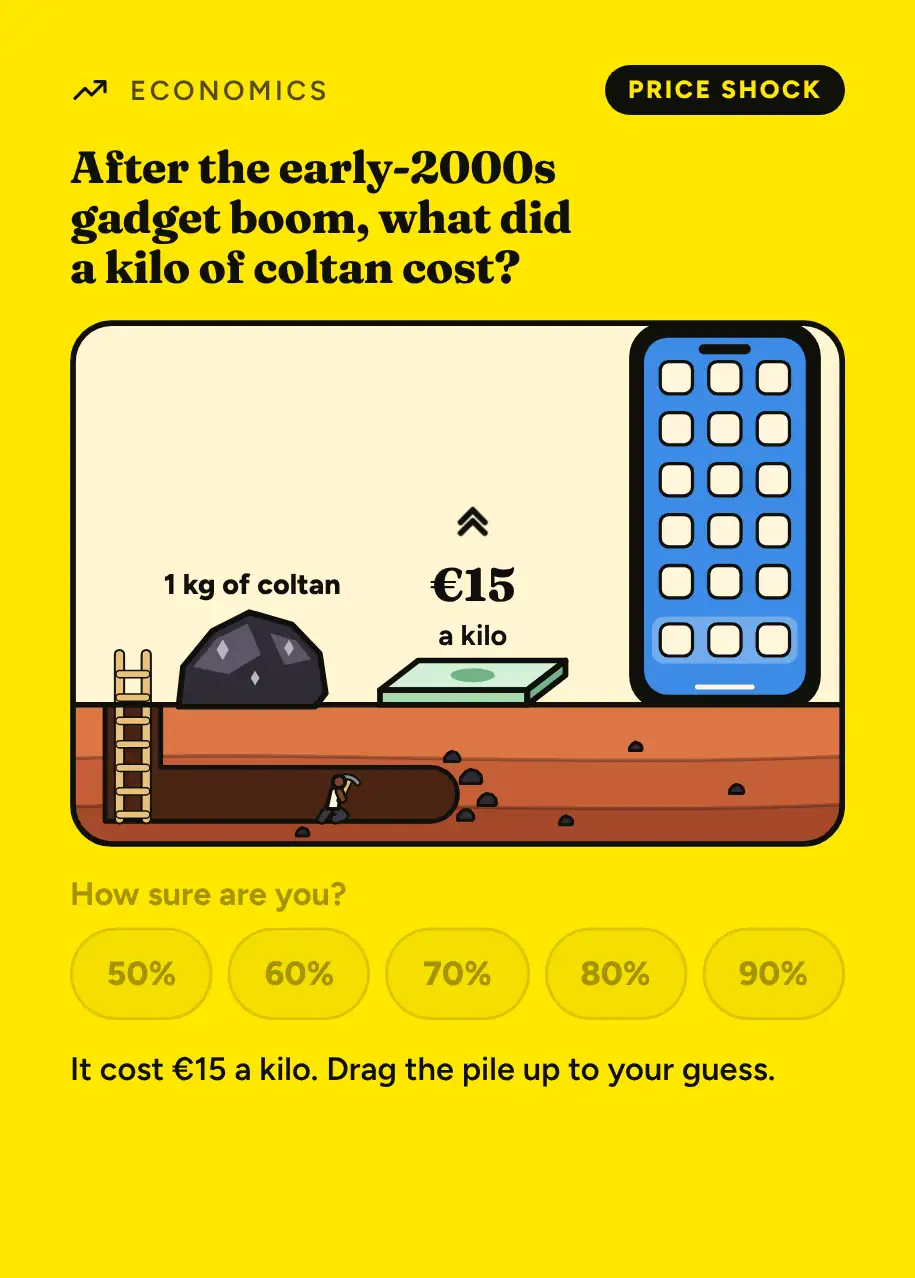 ECONOMICS
PRICE SHOCK
After the early-2000s
gadget boom, what did
a kilo of coltan cost?
1 kg of coltan
€15
a kilo
How sure are you?
50%
60%
70%
80%
90%
It cost €15 a kilo. Drag the pile up to your guess.